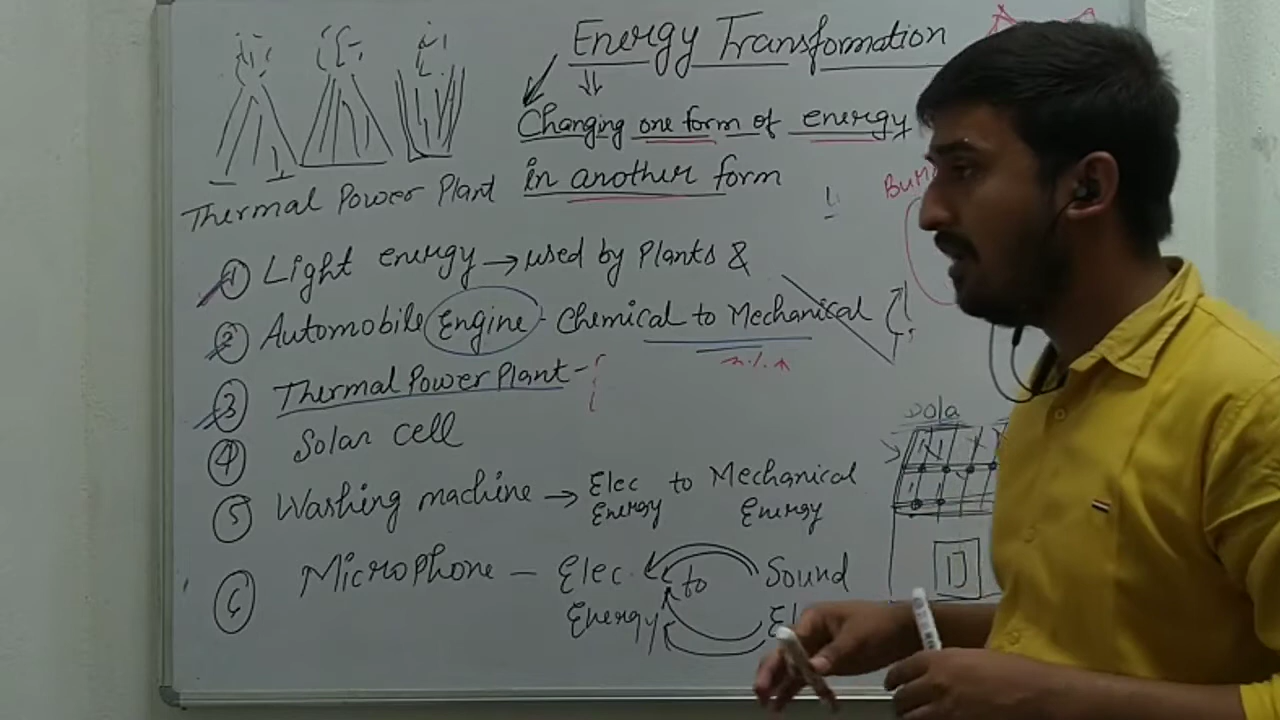 Energy Transformation
Changing one form of energy
in another form
Thermal Power Plant
① Light energy → used by Plants &
② Automobile Engine - Chemical to Mechanical
③ Thermal Power Plant -
④ Solar cell
⑤ Washing machine → Elec Energy to Mechanical Energy
⑥ Microphone - Elec. Energy to Sound